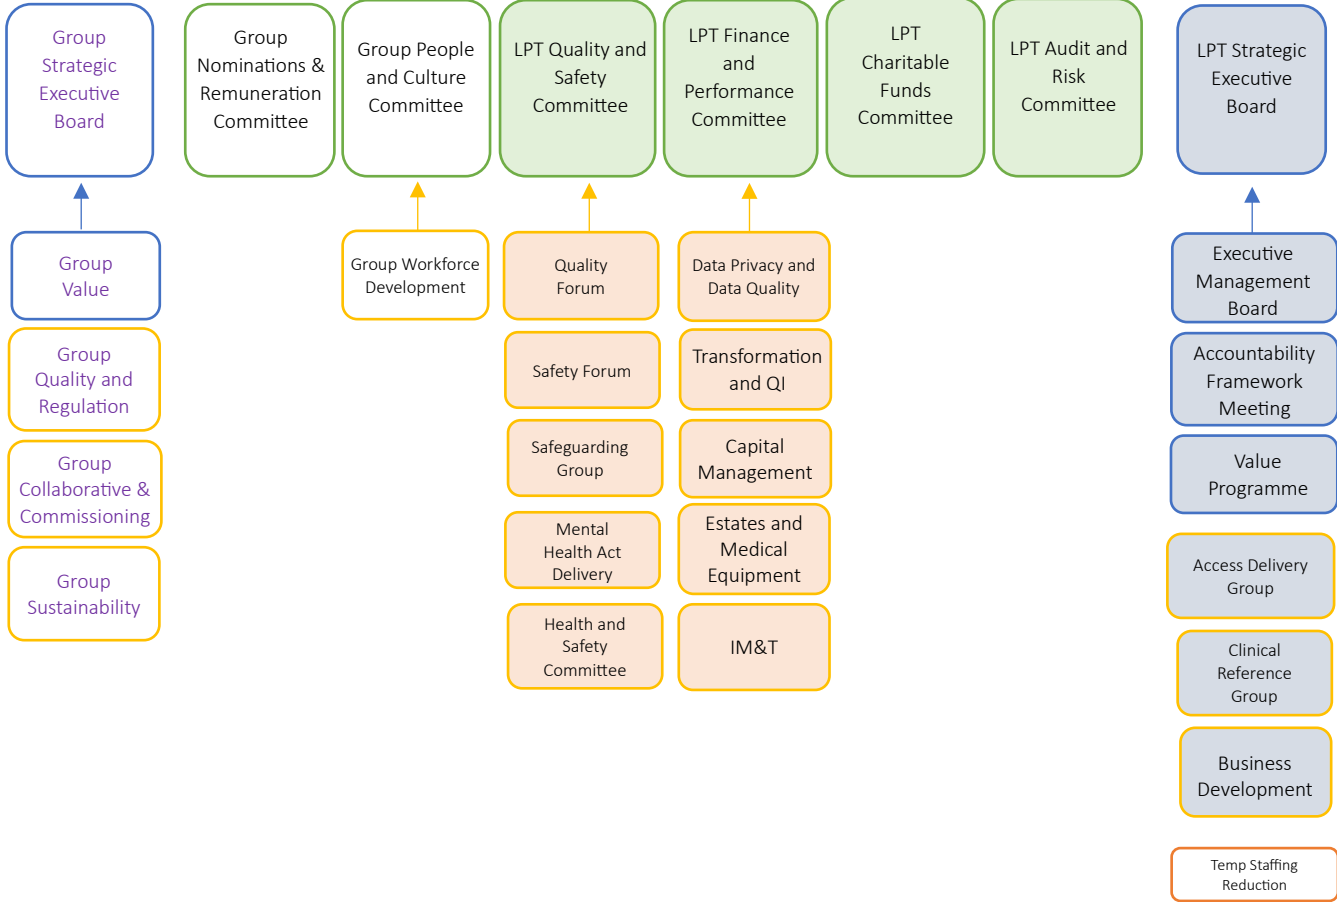 Group
Strategic
Executive
Board
Group
Nominations &
Remuneration
Committee
Group People
and Culture
Committee
LPT Quality and
Safety
Committee
LPT Finance
and
Performance
Committee
LPT
Charitable
Funds
Committee
LPT Audit and
Risk
Committee
LPT Strategic
Executive
Board
Group
Value
Group
Quality and
Regulation
Group
Collaborative &
Commissioning
Group
Sustainability
Group Workforce
Development
Quality
Forum
Safety Forum
Safeguarding
Group
Mental
Health Act
Delivery
Health and
Safety
Committee
Data Privacy and
Data Quality
Transformation
and QI
Capital
Management
Estates and
Medical
Equipment
IM&T
Executive
Management
Board
Accountability
Framework
Meeting
Value
Programme
Access Delivery
Group
Clinical
Reference
Group
Business
Development
Temp Staffing
Reduction